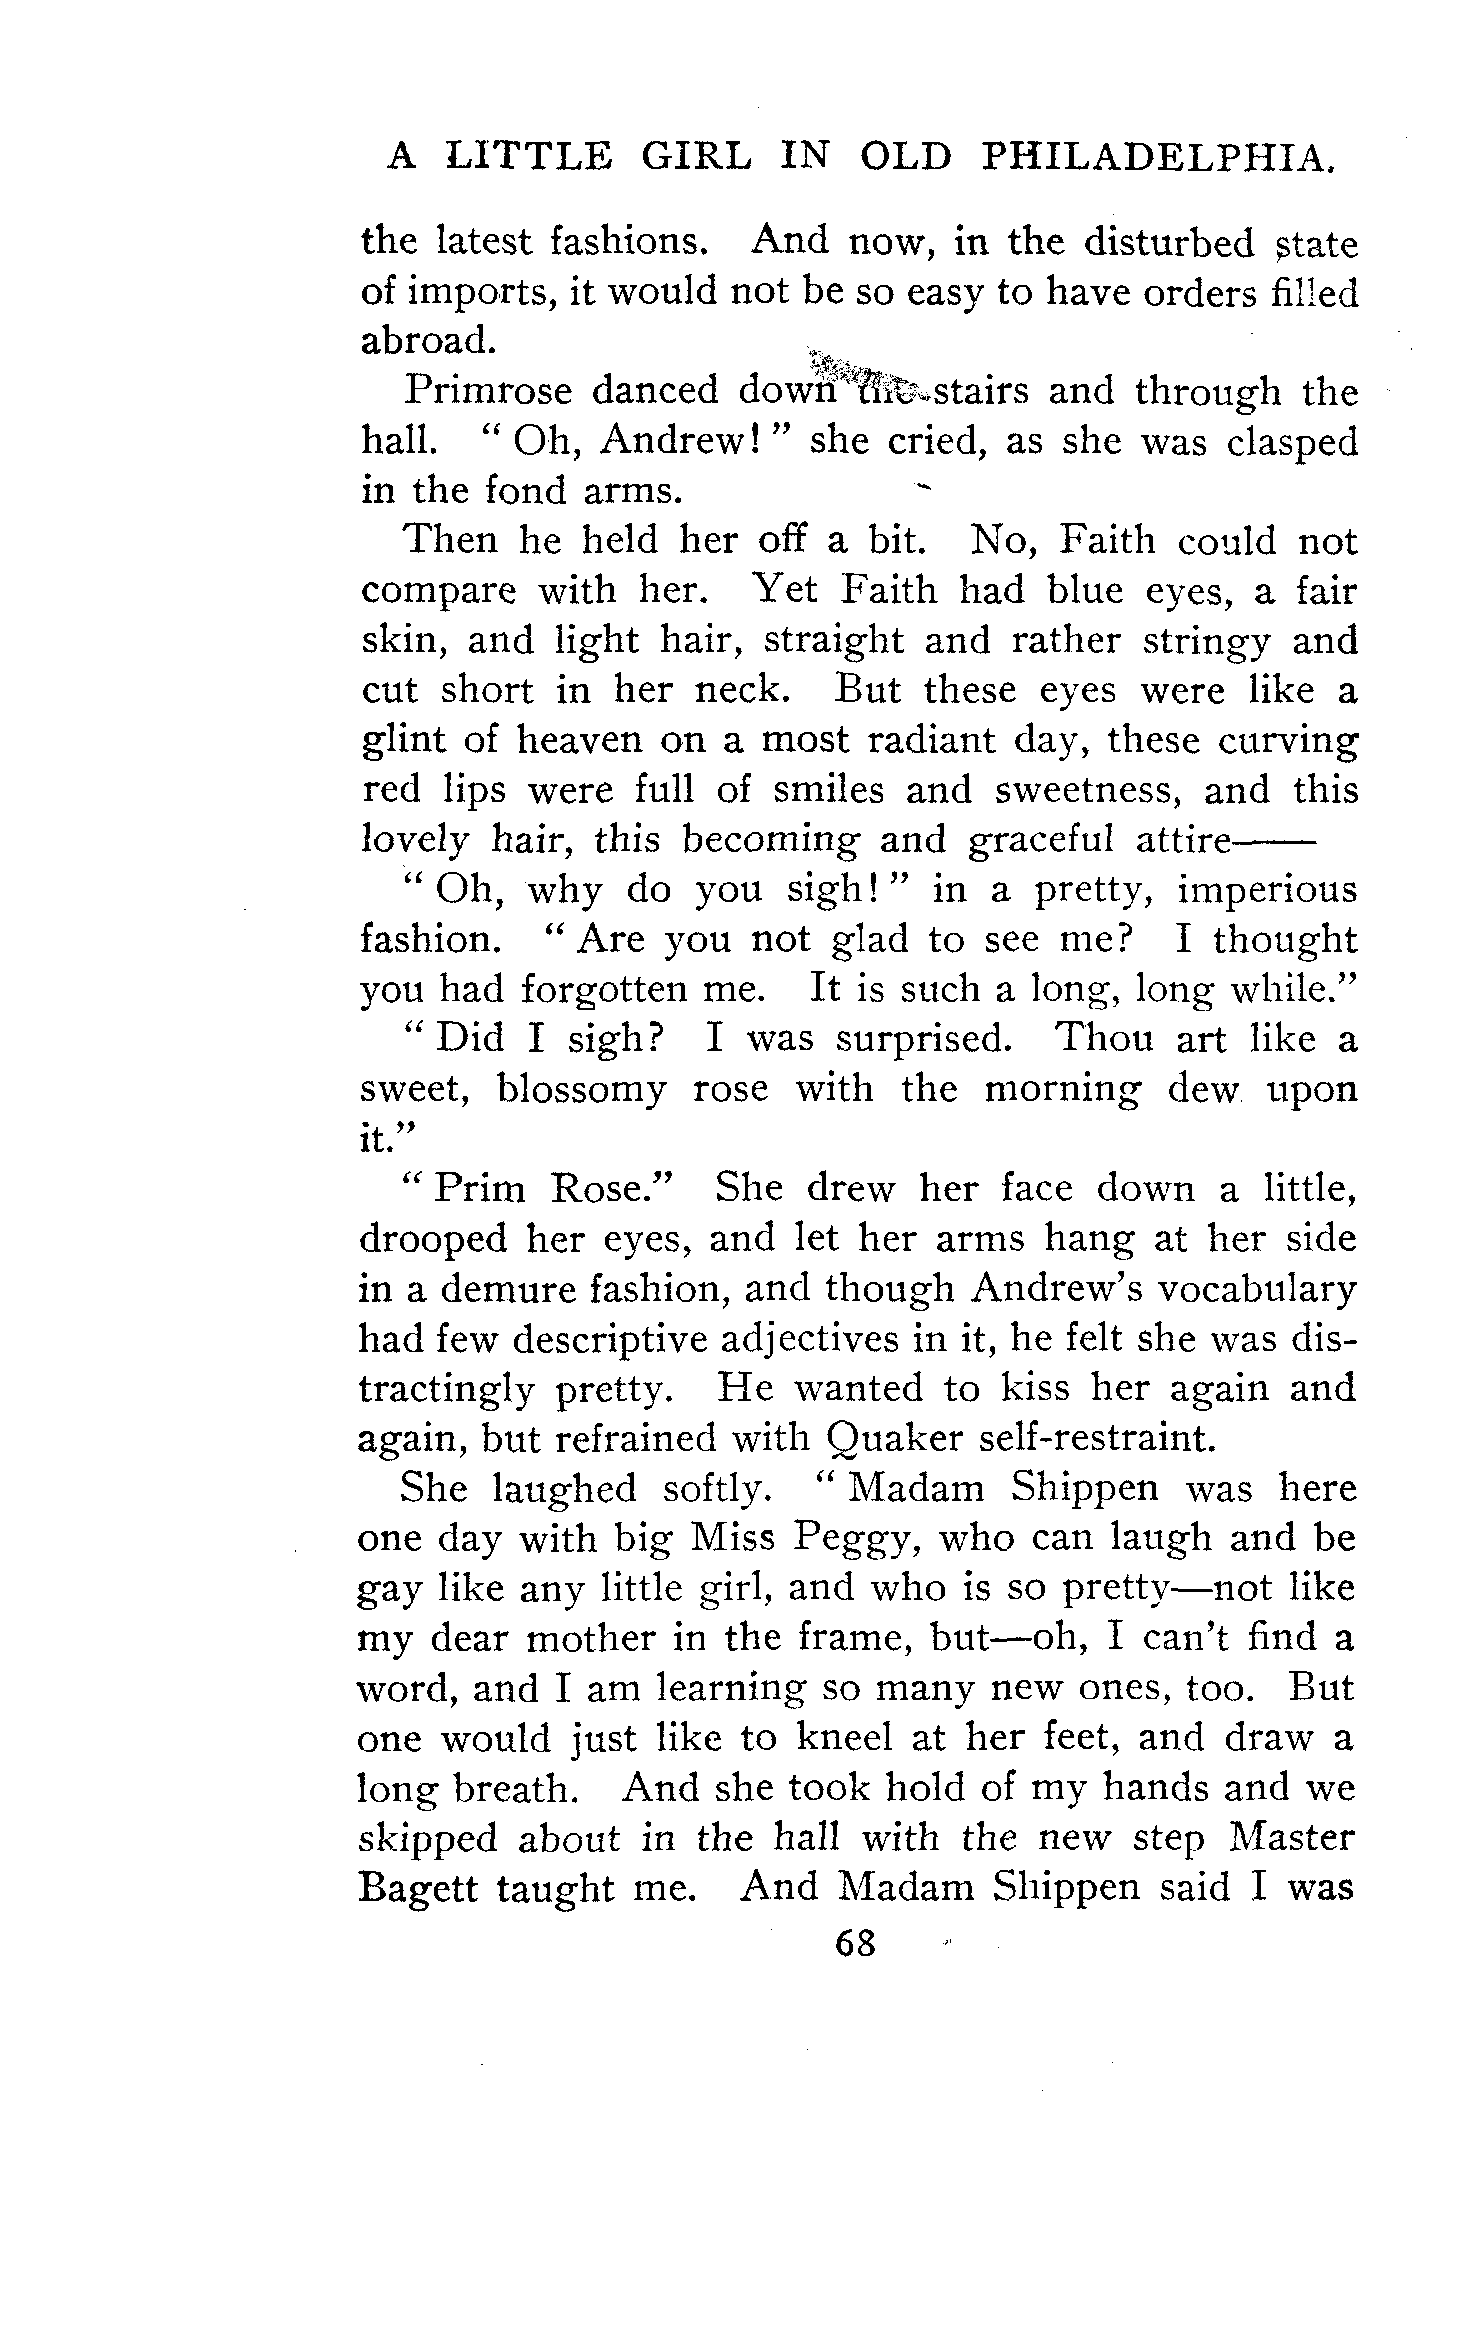 A LITTLE GIRL IN OLD PHILADELPHIA.
the latest fashions. And now, in the disturbed state
of imports, it would not be so easy to have orders filled
abroad.
Primrose danced down the stairs and through the
hall. " Oh, Andrew! " she cried, as she was clasped
in the fond arms.
Then he held her off a bit. No, Faith could not
compare with her. Yet Faith had blue eyes, a fair
skin, and light hair, straight and rather stringy and
cut short in her neck. But these eyes were like a
glint of heaven on a most radiant day, these curving
red lips were full of smiles and sweetness, and this
lovely hair, this becoming and graceful attire——
" Oh, why do you sigh! " in a pretty, imperious
fashion. " Are you not glad to see me? I thought
you had forgotten me. It is such a long, long while."
" Did I sigh? I was surprised. Thou art like a
sweet, blossomy rose with the morning dew upon
it."
" Prim Rose." She drew her face down a little,
drooped her eyes, and let her arms hang at her side
in a demure fashion, and though Andrew's vocabulary
had few descriptive adjectives in it, he felt she was dis-
tractingly pretty. He wanted to kiss her again and
again, but refrained with Quaker self-restraint.
She laughed softly. " Madam Shippen was here
one day with big Miss Peggy, who can laugh and be
gay like any little girl, and who is so pretty—not like
my dear mother in the frame, but—oh, I can't find a
word, and I am learning so many new ones, too. But
one would just like to kneel at her feet, and draw a
long breath. And she took hold of my hands and we
skipped about in the hall with the new step Master
Bagett taught me. And Madam Shippen said I was
68